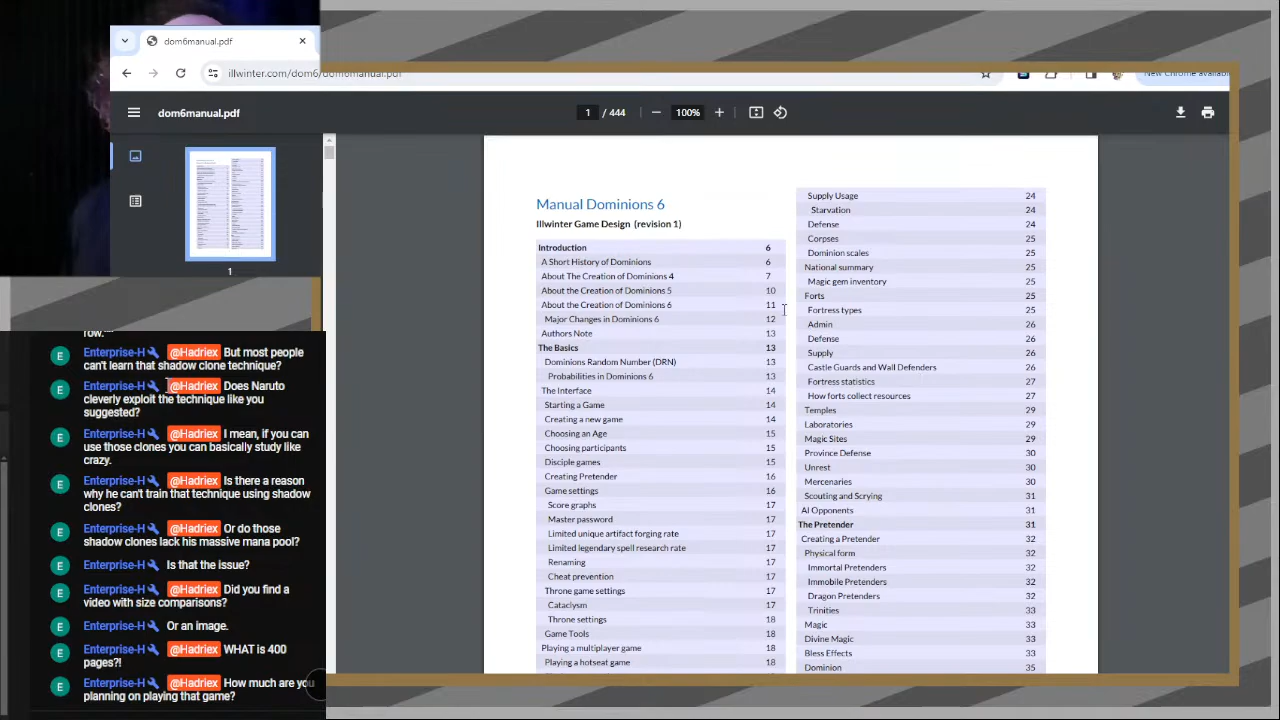 dom6manual.pdf
illwinter.com/dom6/dom6manual.pdf
New Chrome availab
dom6manual.pdf
1 / 444
100%
1
Manual Dominions 6
Illwinter Game Design (revision 1)
Introduction 6
A Short History of Dominions 6
About The Creation of Dominions 4 7
About the Creation of Dominions 5 10
About the Creation of Dominions 6 11
Major Changes in Dominions 6 12
Authors Note 13
The Basics 13
Dominions Random Number (DRN) 13
Probabilities in Dominions 6 13
The Interface 14
Starting a Game 14
Creating a new game 14
Choosing an Age 15
Choosing participants 15
Disciple games 15
Creating Pretender 16
Game settings 16
Score graphs 17
Master password 17
Limited unique artifact forging rate 17
Limited legendary spell research rate 17
Renaming 17
Cheat prevention 17
Throne game settings 17
Cataclysm 17
Throne settings 18
Game Tools 18
Playing a multiplayer game 18
Playing a hotseat game 18
Supply Usage 24
Starvation 24
Defense 24
Corpses 25
Dominion scales 25
National summary 25
Magic gem inventory 25
Forts 25
Fortress types 25
Admin 26
Defense 26
Supply 26
Castle Guards and Wall Defenders 26
Fortress statistics 27
How forts collect resources 27
Temples 29
Laboratories 29
Magic Sites 29
Province Defense 30
Unrest 30
Mercenaries 30
Scouting and Scrying 31
AI Opponents 31
The Pretender 31
Creating a Pretender 32
Physical form 32
Immortal Pretenders 32
Immobile Pretenders 32
Dragon Pretenders 32
Trinities 33
Magic 33
Divine Magic 33
Bless Effects 33
Dominion 35
row.
E Enterprise-H @Hadriex But most people
can't learn that shadow clone technique?
E Enterprise-H @Hadriex Does Naruto
cleverly exploit the technique like you
suggested?
E Enterprise-H @Hadriex I mean, if you can
use those clones you can basically study like
crazy.
E Enterprise-H @Hadriex Is there a reason
why he can't train that technique using shadow
clones?
E Enterprise-H @Hadriex Or do those
shadow clones lack his massive mana pool?
E Enterprise-H Is that the issue?
E Enterprise-H @Hadriex Did you find a
video with size comparisons?
E Enterprise-H Or an image.
E Enterprise-H @Hadriex WHAT is 400
pages?!
E Enterprise-H @Hadriex How much are you
planning on playing that game?